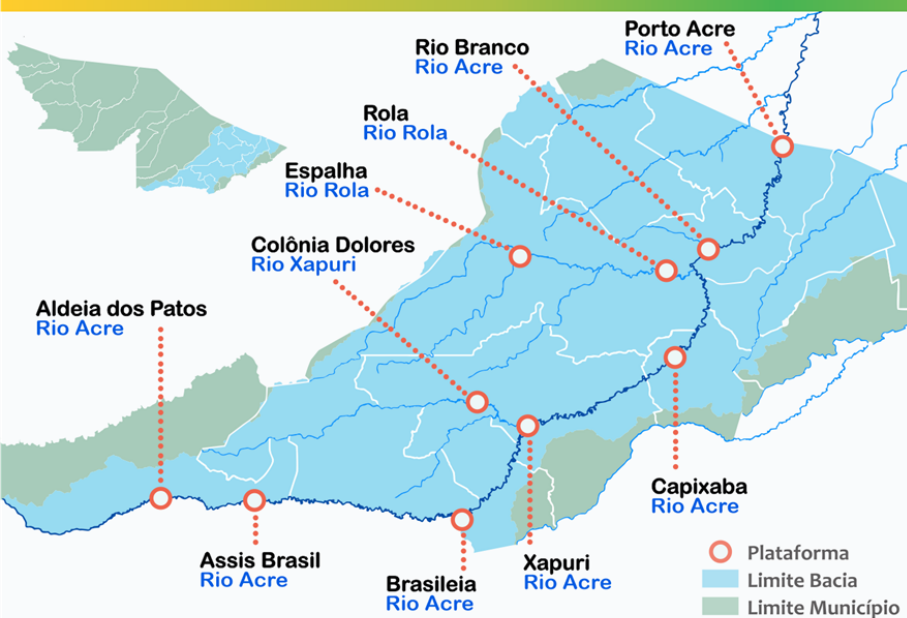 Porto Acre
Rio Acre
Rio Branco
Rio Acre
Rola
Rio Rola
Espalha
Rio Rola
Colônia Dolores
Rio Xapuri
Aldeia dos Patos
Rio Acre
Capixaba
Rio Acre
Assis Brasil
Rio Acre
Xapuri
Rio Acre
Brasileia
Rio Acre
Plataforma
Limite Bacia
Limite Município